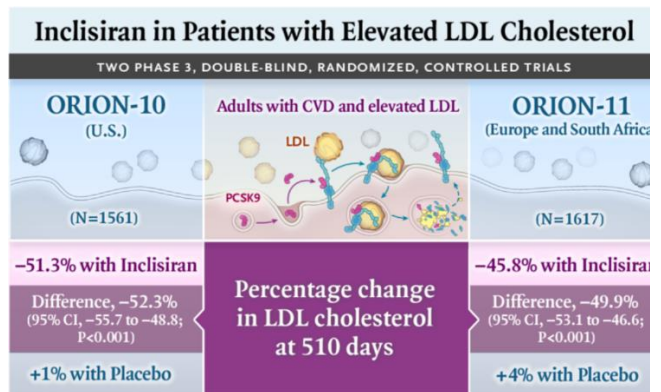 Inclisiran in Patients with Elevated LDL Cholesterol
TWO PHASE 3, DOUBLE-BLIND, RANDOMIZED, CONTROLLED TRIALS
ORION-10
(U.S.)
(N=1561)
Adults with CVD and elevated LDL
LDL
PCSK9
ORION-11
(Europe and South Africa
(N=1617)
−51.3% with Inclisiran
Difference, −52.3%
(95% CI, −55.7 to −48.8;
P<0.001)
+1% with Placebo
Percentage change
in LDL cholesterol
at 510 days
−45.8% with Inclisiran
Difference, −49.9%
(95% CI, −53.1 to −46.6;
P<0.001)
+4% with Placebo